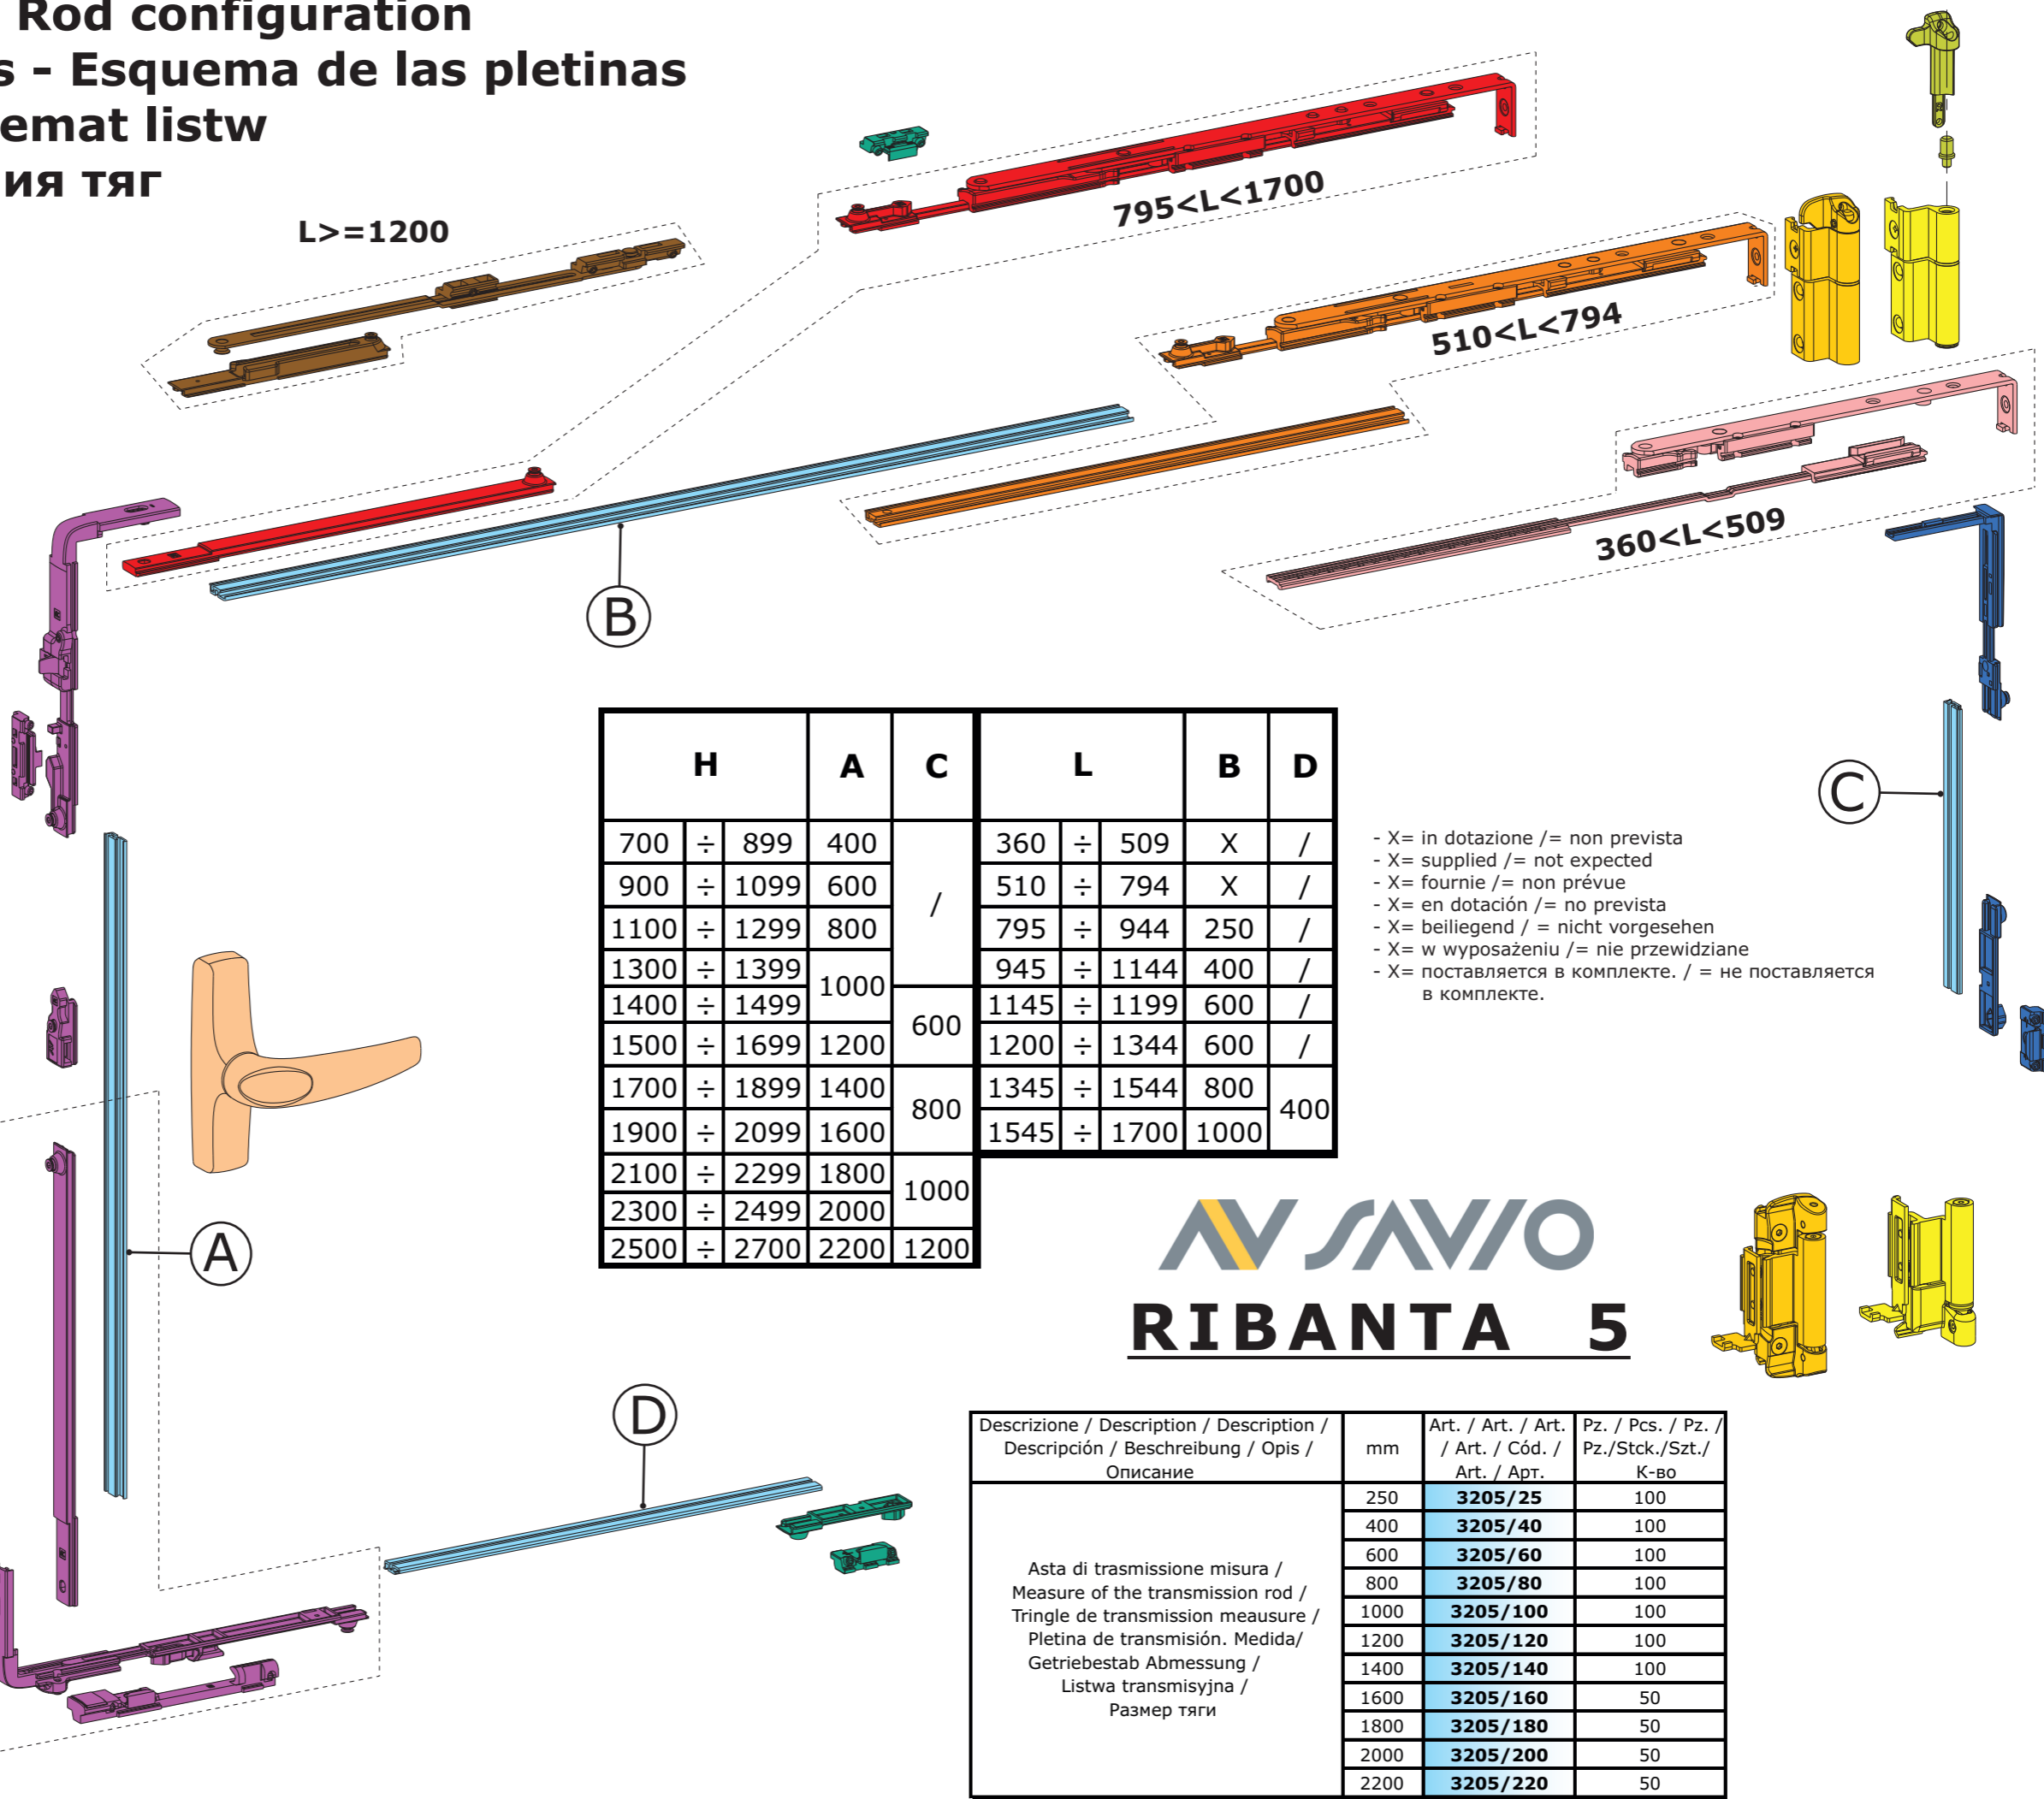 Rod configuration
s - Esquema de las pletinas
emat listw
ия тяг
L>=1200
795<L<1700
510<L<794
360<L<509
B
C
A
D
H A C L B D
700 ÷ 899 400 / 360 ÷ 509 X /
900 ÷ 1099 600 510 ÷ 794 X /
1100 ÷ 1299 800 795 ÷ 944 250 /
1300 ÷ 1399 1000 945 ÷ 1144 400 /
1400 ÷ 1499 600 1145 ÷ 1199 600 /
1500 ÷ 1699 1200 1200 ÷ 1344 600 /
1700 ÷ 1899 1400 800 1345 ÷ 1544 800 400
1900 ÷ 2099 1600 1545 ÷ 1700 1000
2100 ÷ 2299 1800 1000
2300 ÷ 2499 2000
2500 ÷ 2700 2200 1200
- X= in dotazione /= non prevista
- X= supplied /= not expected
- X= fournie /= non prévue
- X= en dotación /= no prevista
- X= beiliegend / = nicht vorgesehen
- X= w wyposażeniu /= nie przewidziane
- X= поставляется в комплекте. / = не поставляется
в комплекте.
SAVIO
RIBANTA 5
Descrizione / Description / Description /
Descripción / Beschreibung / Opis /
Описание
mm
Art. / Art. / Art.
/ Art. / Cód. /
Art. / Арт.
Pz. / Pcs. / Pz. /
Pz./Stck./Szt./
К-во
Asta di trasmissione misura /
Measure of the transmission rod /
Tringle de transmission meausure /
Pletina de transmisión. Medida/
Getriebestab Abmessung /
Listwa transmisyjna /
Размер тяги
250 3205/25 100
400 3205/40 100
600 3205/60 100
800 3205/80 100
1000 3205/100 100
1200 3205/120 100
1400 3205/140 100
1600 3205/160 50
1800 3205/180 50
2000 3205/200 50
2200 3205/220 50